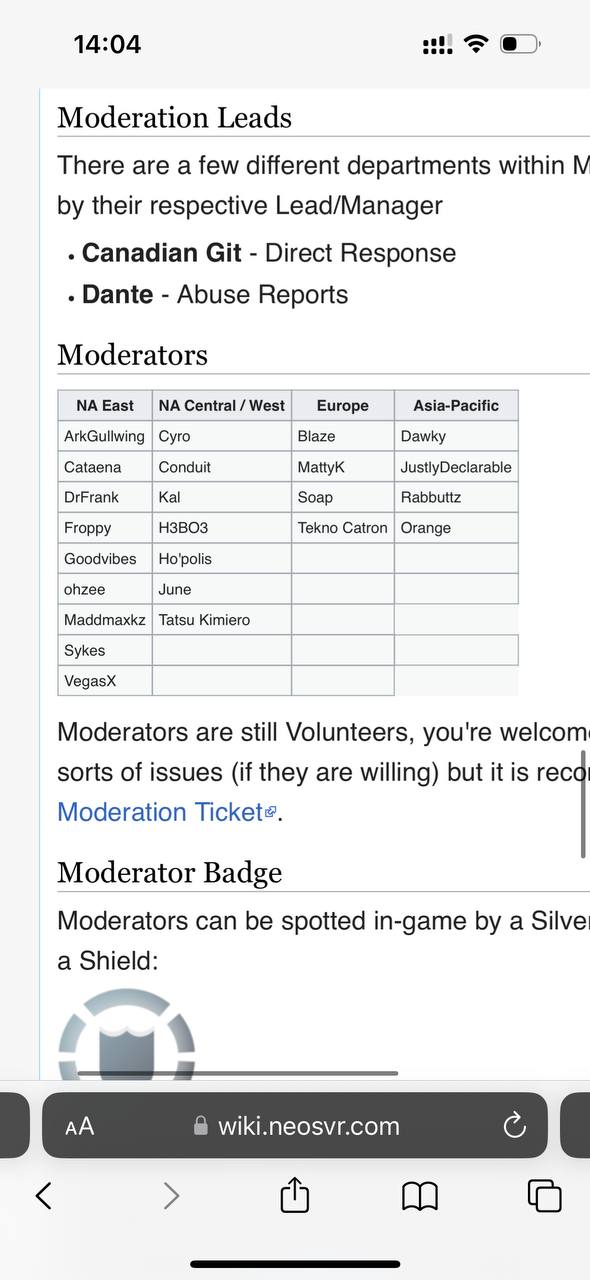 14:04
Moderation Leads
There are a few different departments within M
by their respective Lead/Manager
• Canadian Git - Direct Response
• Dante - Abuse Reports
Moderators
NA East NA Central / West Europe Asia-Pacific
ArkGullwing Cyro Blaze Dawky
Cataena Conduit MattyK JustlyDeclarable
DrFrank Kal Soap Rabbuttz
Froppy H3BO3 Tekno Catron Orange
Goodvibes Ho'polis
ohzee June
Maddmaxkz Tatsu Kimiero
Sykes
VegasX
Moderators are still Volunteers, you're welcom
sorts of issues (if they are willing) but it is reco
Moderation Ticket.
Moderator Badge
Moderators can be spotted in-game by a Silve
a Shield:
AA wiki.neosvr.com